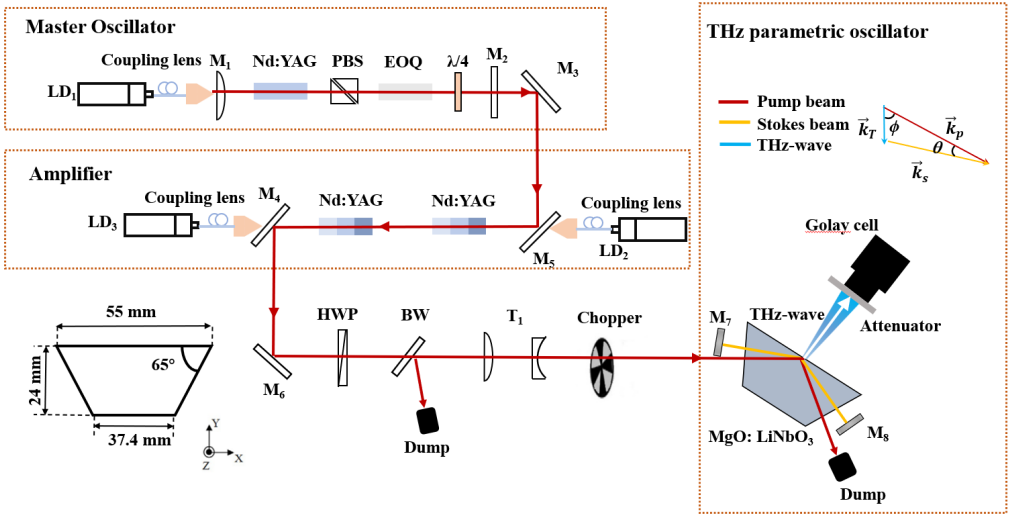 Master Oscillator
Coupling lens
M₁
Nd:YAG
PBS
EOQ
λ/4
M₂
M₃
LD₁
Amplifier
Coupling lens
M₄
Nd:YAG
Nd:YAG
Coupling lens
LD₃
M₅
LD₂
THz parametric oscillator
Pump beam
Stokes beam
THz-wave
k⃗_T
ϕ
k⃗_p
θ
k⃗_s
Golay cell
Attenuator
THz-wave
M₇
M₈
MgO: LiNbO₃
Dump
HWP
BW
T₁
Chopper
M₆
Dump
55 mm
65°
24 mm
37.4 mm
Y
Z
X